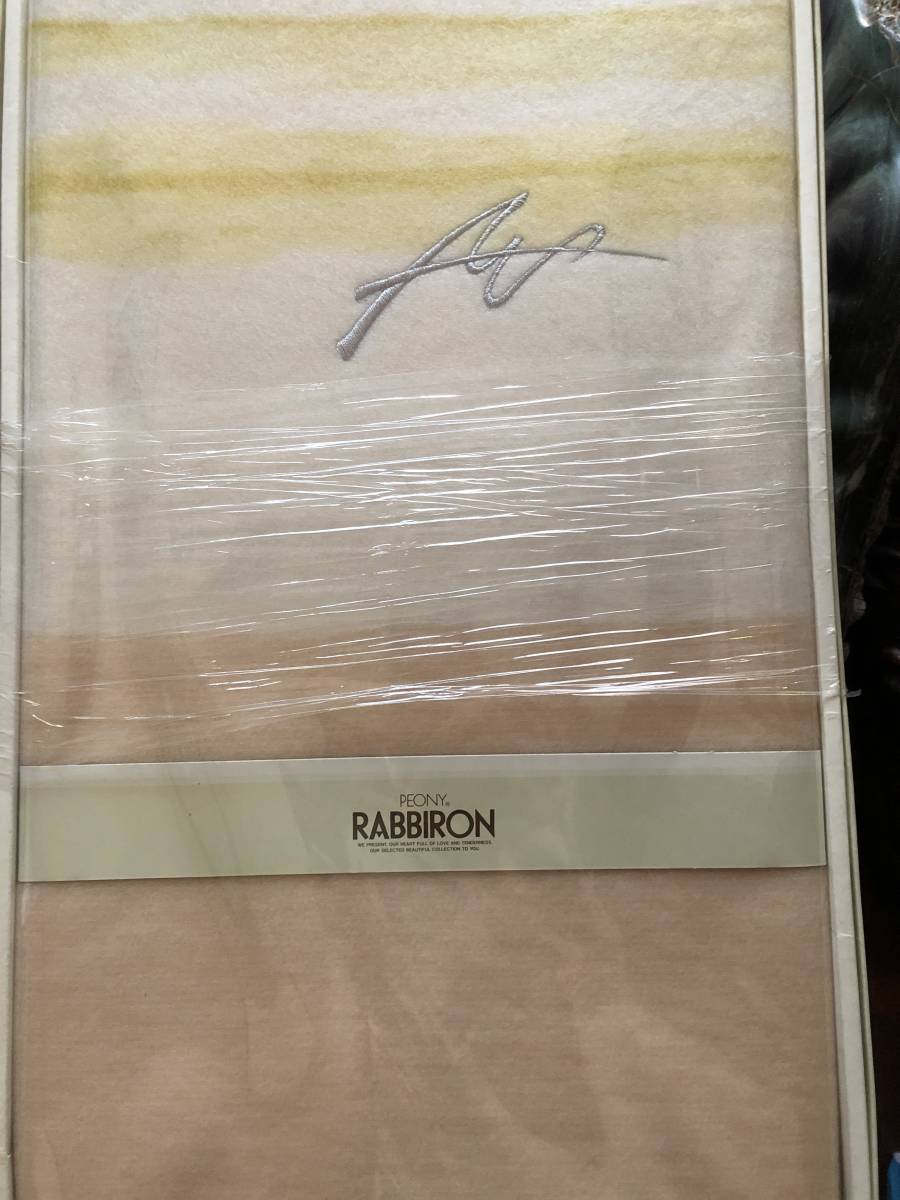 PEONY®
RABBIRON
WE PRESENT, OUR HEART FULL OF LOVE AND TENDERNESS.
OUR SELECTED BEAUTIFUL COLLECTION TO YOU